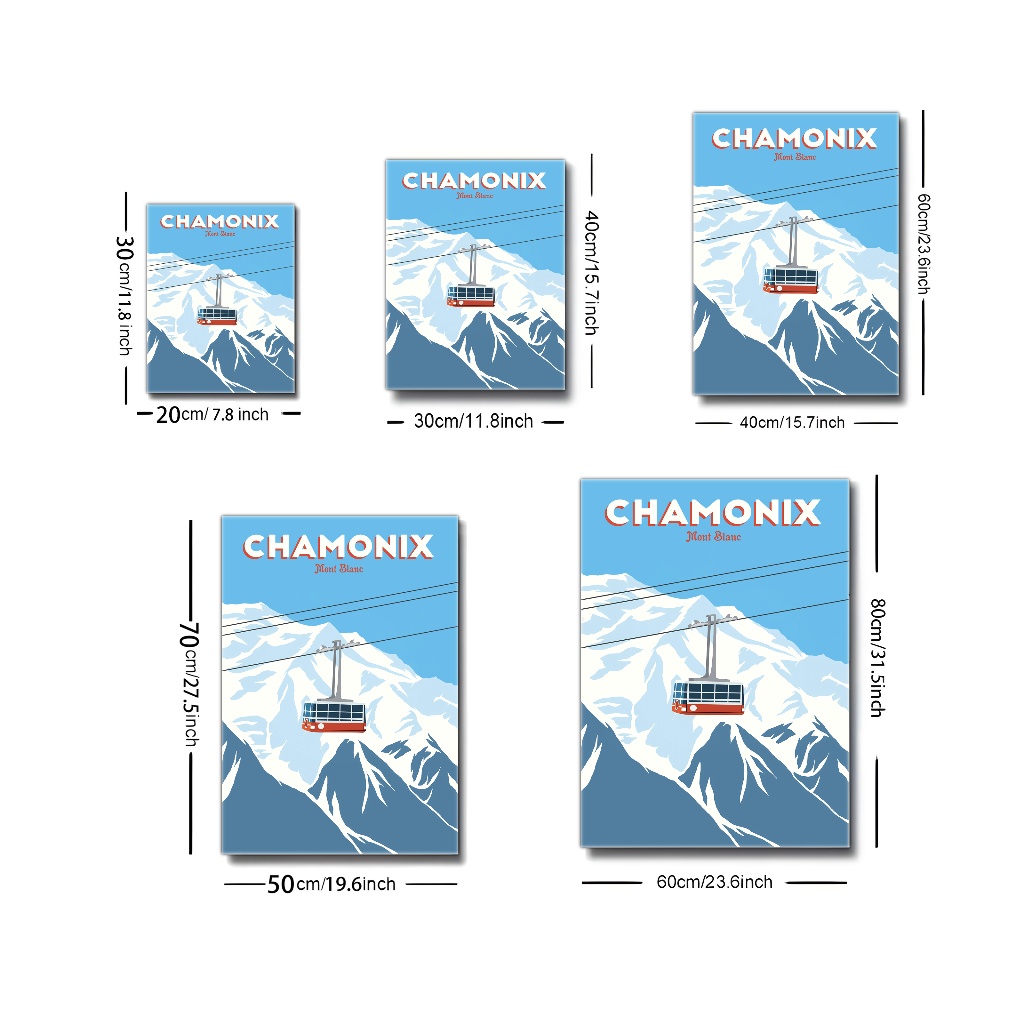 CHAMONIX
Mont Blanc
30cm/11.8 inch
20cm/ 7.8 inch
CHAMONIX
Mont Blanc
40cm/15.7inch
30cm/11.8inch
CHAMONIX
Mont Blanc
60cm/23.6inch
40cm/15.7inch
CHAMONIX
Mont Blanc
70cm/27.5inch
50cm/19.6inch
CHAMONIX
Mont Blanc
80cm/31.5inch
60cm/23.6inch